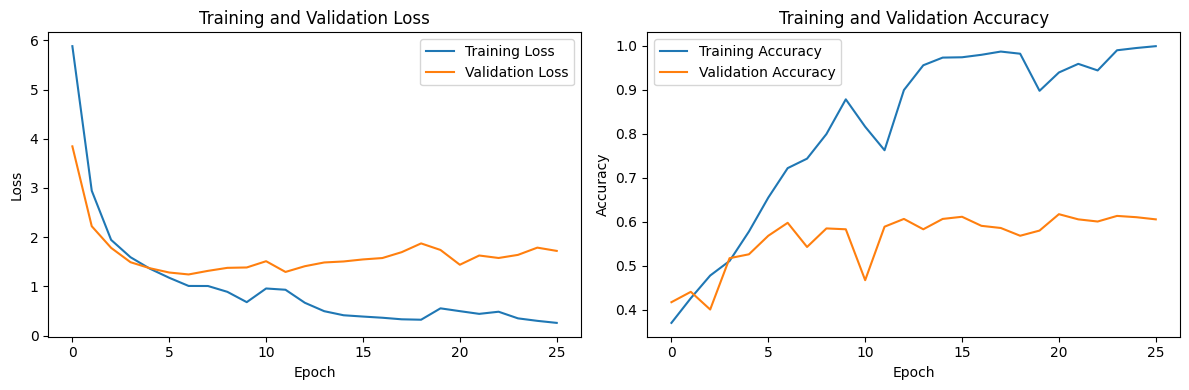 Training and Validation Loss
Training Loss
Validation Loss
6
5
4
3
2
1
0
Loss
0 5 10 15 20 25
Epoch
Training and Validation Accuracy
Training Accuracy
Validation Accuracy
1.0
0.9
0.8
0.7
0.6
0.5
0.4
Accuracy
0 5 10 15 20 25
Epoch